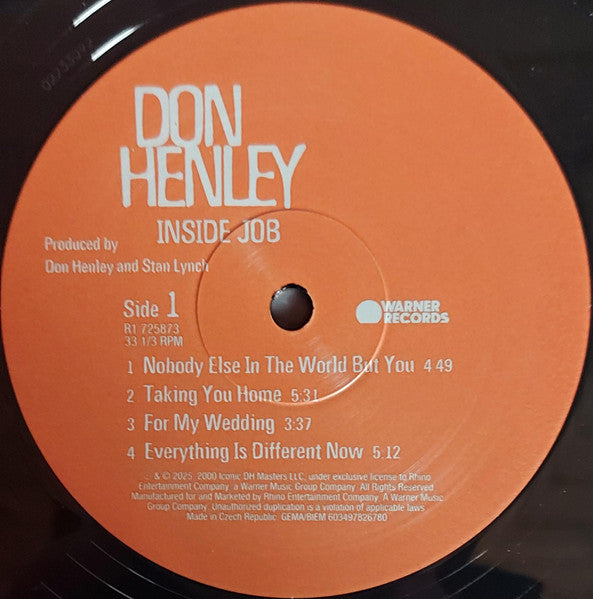 DON
HENLEY
INSIDE JOB
Produced by
Don Henley and Stan Lynch
Side 1
R1 725873
33 1/3 RPM
WARNER
RECORDS
1 Nobody Else In The World But You 4 49
2 Taking You Home 5:31
3 For My Wedding 3:37
4 Everything Is Different Now 5.12
& © 2025, 2000 Iconic DH Masters LLC, under exclusive license to Rhino
Entertainment Company, a Warner Music Group Company. All Rights Reserved.
Manufactured for and Marketed by Rhino Entertainment Company. A Warner Music
Group Company. Unauthorized duplication is a violation of applicable laws
Made in Czech Republic. GEMA/BIEM 603497826780